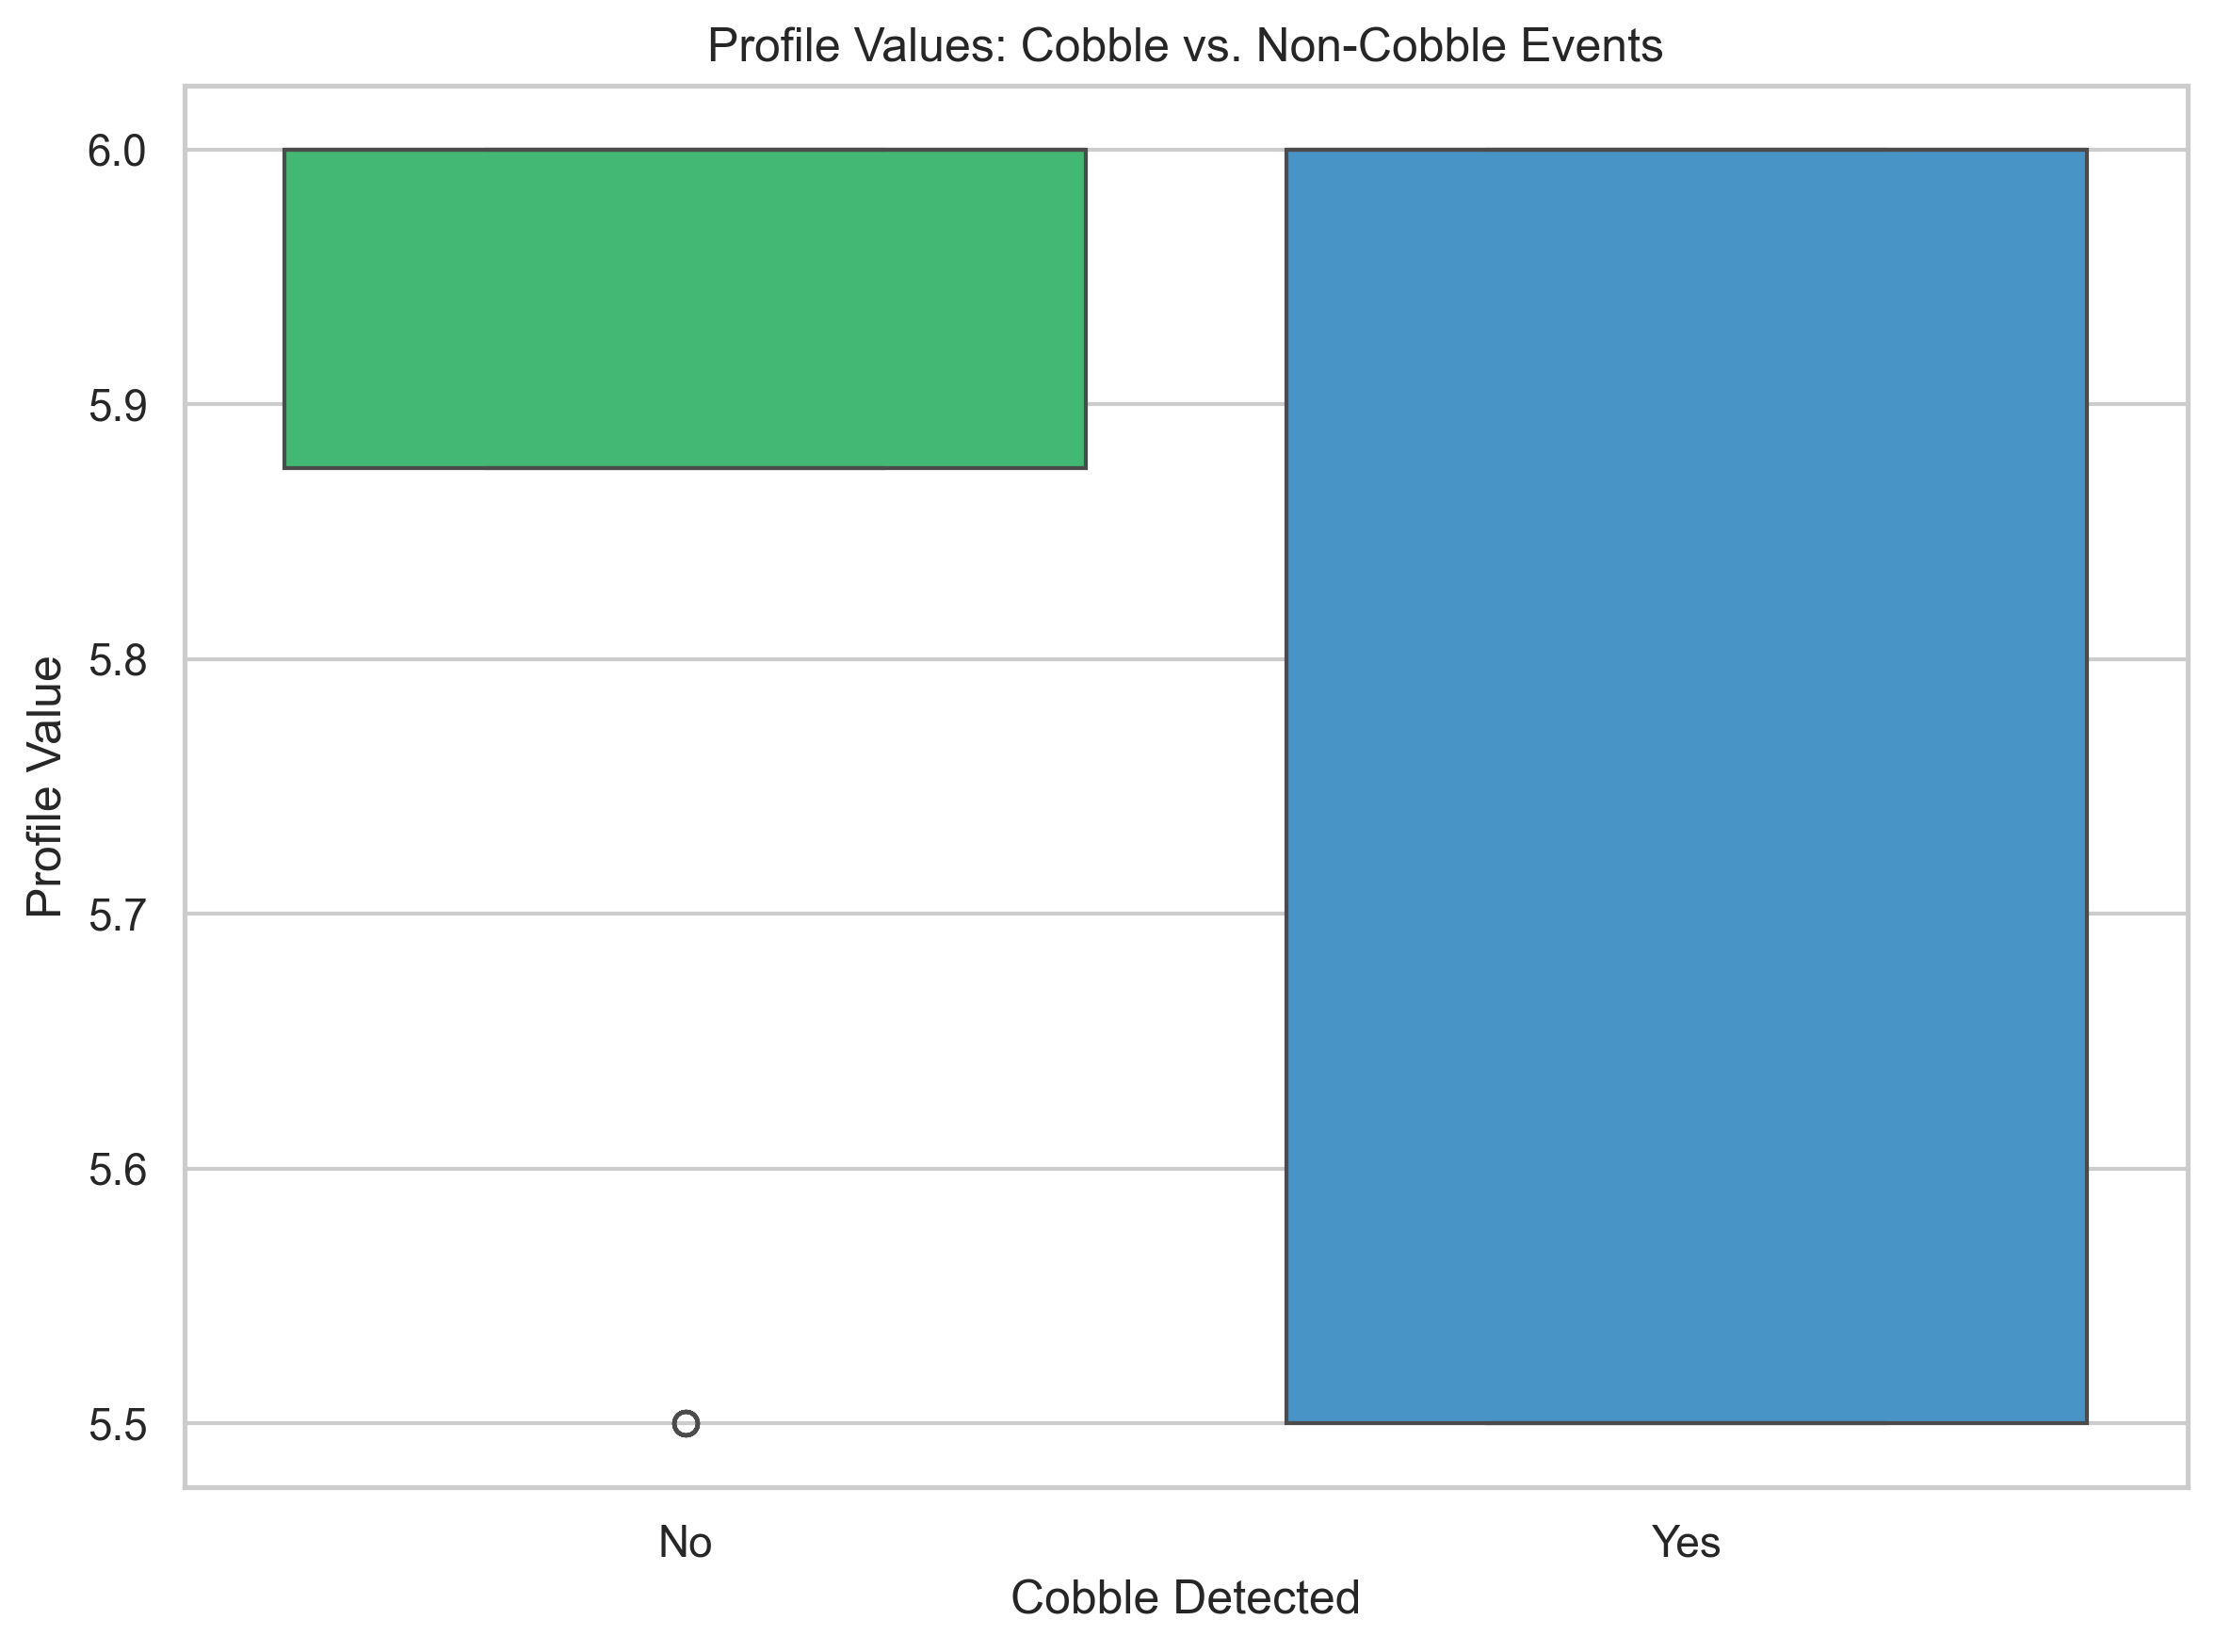 Profile Values: Cobble vs. Non-Cobble Events
6.0
5.9
5.8
5.7
5.6
5.5
Profile Value
No
Yes
Cobble Detected